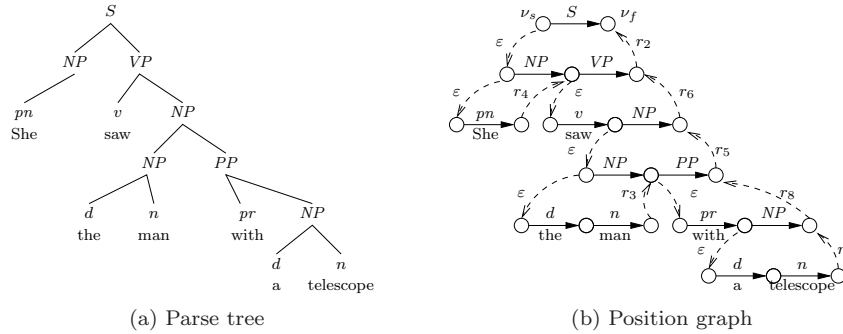 S
NP VP
pn v NP
She saw
NP PP
d n pr NP
the man with
d n
a telescope
(a) Parse tree
ν_s S ν_f
ε r_2
NP VP
ε r_4 ε r_6
pn v NP
She saw
ε r_5
NP PP
ε r_3 ε r_8
d n pr NP
the man with
ε r
d n
a telescope
(b) Position graph